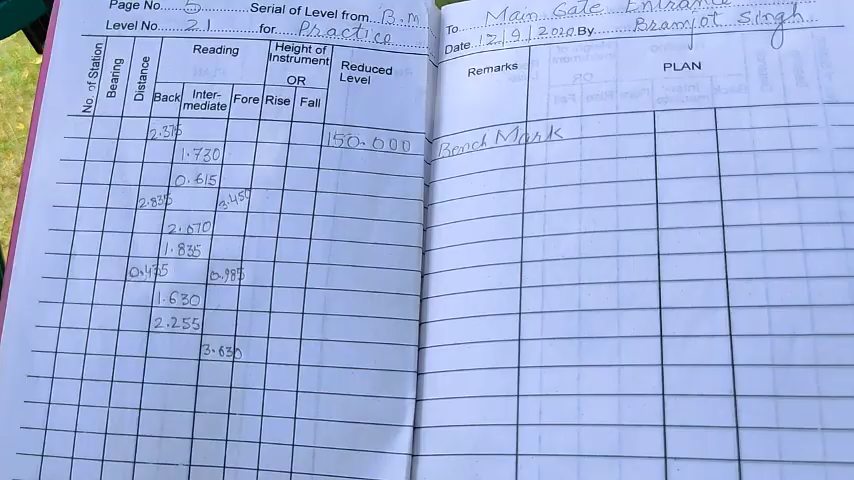 Page No. 5 Serial of Level from B.m
To Main Gate Entrance
Level No. 21 for Practice
Date 12/9/2020 By Bramjot Singh
No. of Station Bearing Distance Reading Height of Instrument OR Reduced Level Remarks PLAN
Back Inter-mediate Fore Rise Fall
2.375 150.000 Bench Mark
1.730
0.615
2.835 3.450
2.070
1.835
0.435 0.985
1.630
2.255
3.630